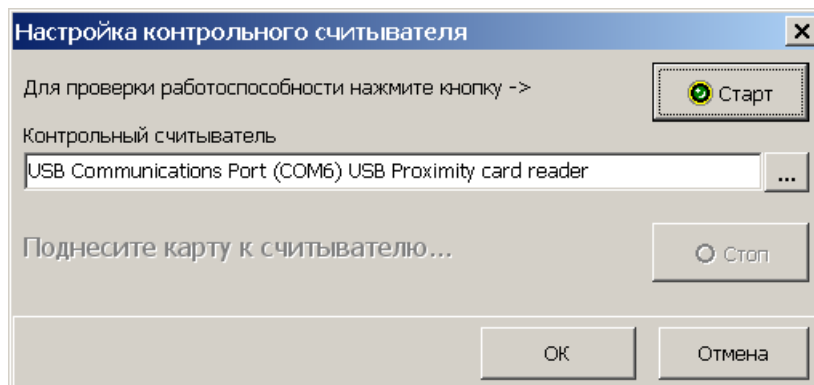 Настройка контрольного считывателя
Для проверки работоспособности нажмите кнопку ->
Старт
Контрольный считыватель
USB Communications Port (COM6) USB Proximity card reader
...
Поднесите карту к считывателю...
Стоп
ОК
Отмена